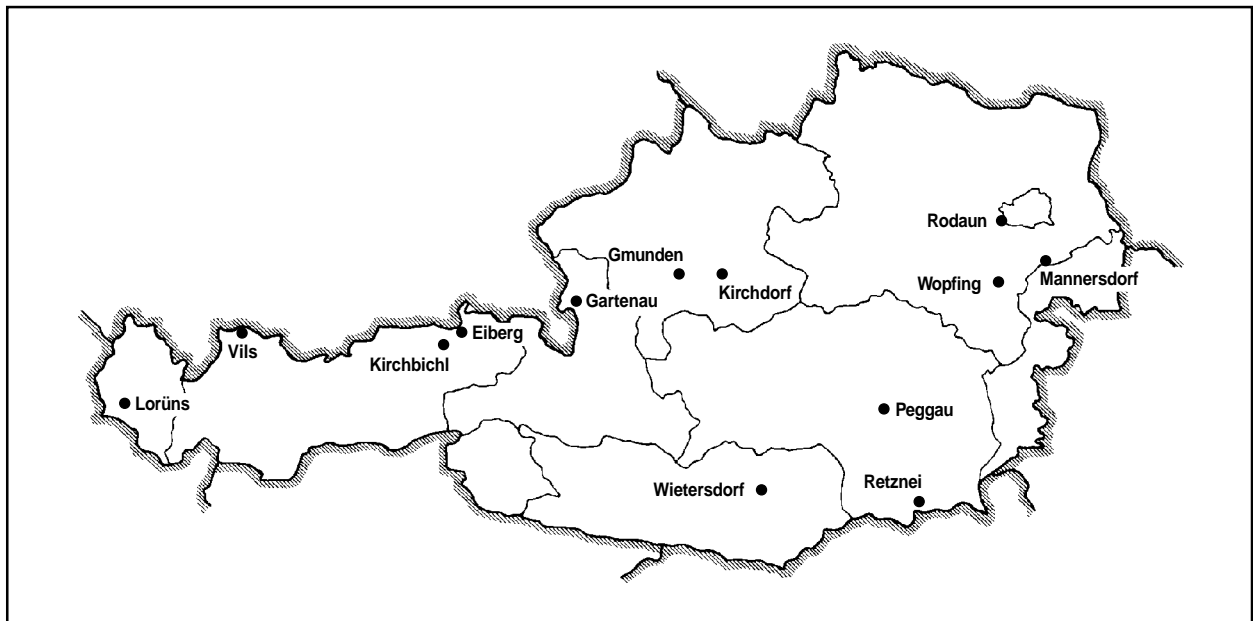 Rodaun
Gmunden
Mannersdorf
Wopfing
Kirchdorf
Gartenau
Eiberg
Vils
Kirchbichl
Lorüns
Peggau
Retznei
Wietersdorf